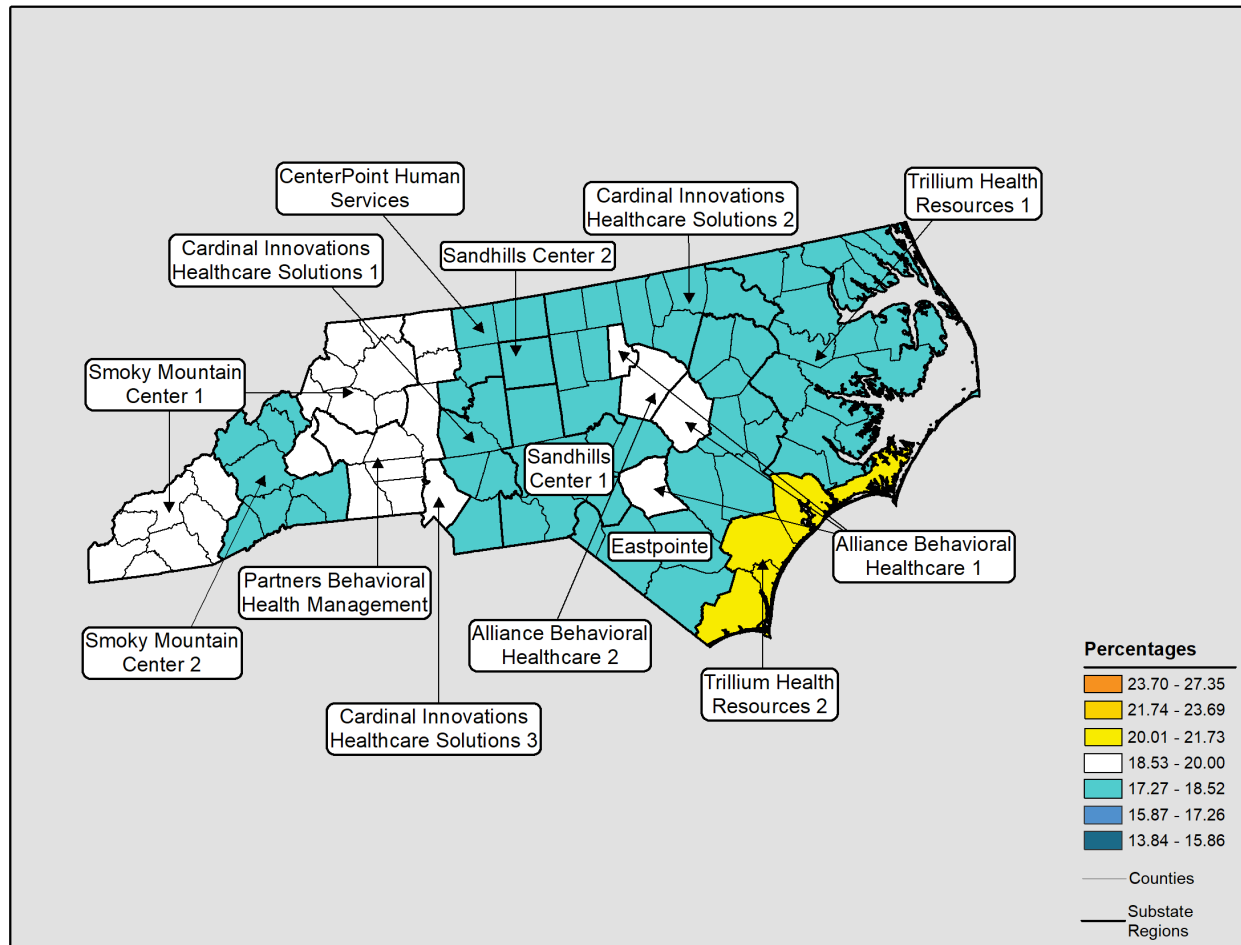 CenterPoint Human
Services
Cardinal Innovations
Healthcare Solutions 2
Trillium Health
Resources 1
Cardinal Innovations
Healthcare Solutions 1
Sandhills Center 2
Smoky Mountain
Center 1
Sandhills
Center 1
Eastpointe
Alliance Behavioral
Healthcare 1
Partners Behavioral
Health Management
Smoky Mountain
Center 2
Alliance Behavioral
Healthcare 2
Trillium Health
Resources 2
Cardinal Innovations
Healthcare Solutions 3
Percentages
23.70 - 27.35
21.74 - 23.69
20.01 - 21.73
18.53 - 20.00
17.27 - 18.52
15.87 - 17.26
13.84 - 15.86
Counties
Substate
Regions